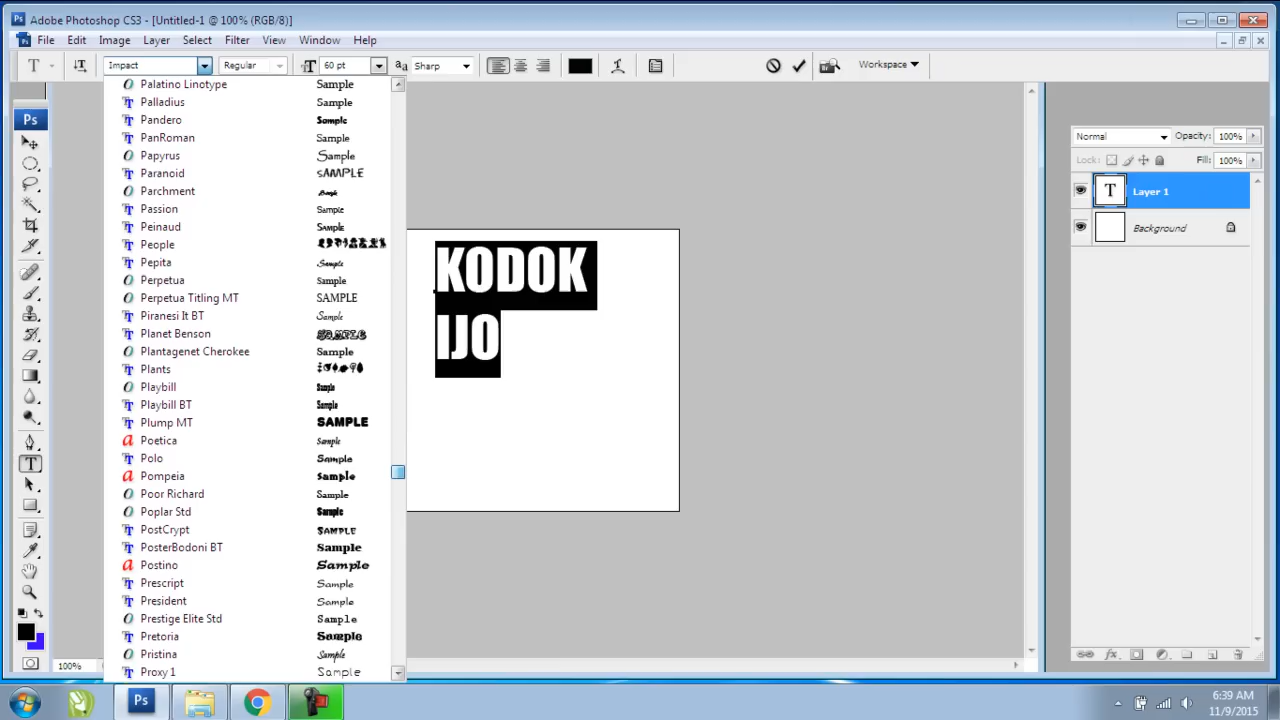 Adobe Photoshop CS3 - [Untitled-1 @ 100% (RGB/8)]
File Edit Image Layer Select Filter View Window Help
Impact Regular 60 pt Sharp Workspace
Palatino Linotype Sample
Palladius Sample
Pandero Sample
PanRoman Sample
Papyrus Sample
Paranoid SAMPLE
Parchment
Passion Sample
Peinaud Sample
People
Pepita Sample
Perpetua Sample
Perpetua Titling MT SAMPLE
Piranesi It BT Sample
Planet Benson SAMPLE
Plantagenet Cherokee Sample
Plants
Playbill Sample
Playbill BT Sample
Plump MT SAMPLE
Poetica Sample
Polo Sample
Pompeia Sample
Poor Richard Sample
Poplar Std Sample
PostCrypt SAMPLE
PosterBodoni BT Sample
Postino Sample
Prescript Sample
President Sample
Prestige Elite Std Sample
Pretoria Sample
Pristina Sample
Proxy 1 Sample
KODOK
IJO
Normal Opacity: 100%
Lock: Fill: 100%
T Layer 1
Background
100%
6:39 AM
11/9/2015